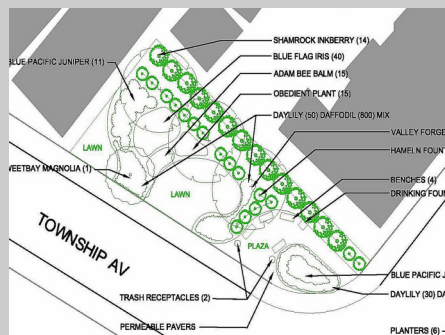 SHAMROCK INKBERRY (14)
BLUE FLAG IRIS (40)
BLUE PACIFIC JUNIPER (11)
ADAM BEE BALM (15)
OBEDIENT PLANT (15)
DAYLILY (50) DAFFODIL (800) MIX
VALLEY FORGE
LAWN
HAMELN FOUNT
SWEETBAY MAGNOLIA (1)
LAWN
BENCHES (4)
DRINKING FOUN
TOWNSHIP AV
PLAZA
BLUE PACIFIC J
TRASH RECEPTACLES (2)
DAYLILY (30) DA
PERMEABLE PAVERS
PLANTERS (6)